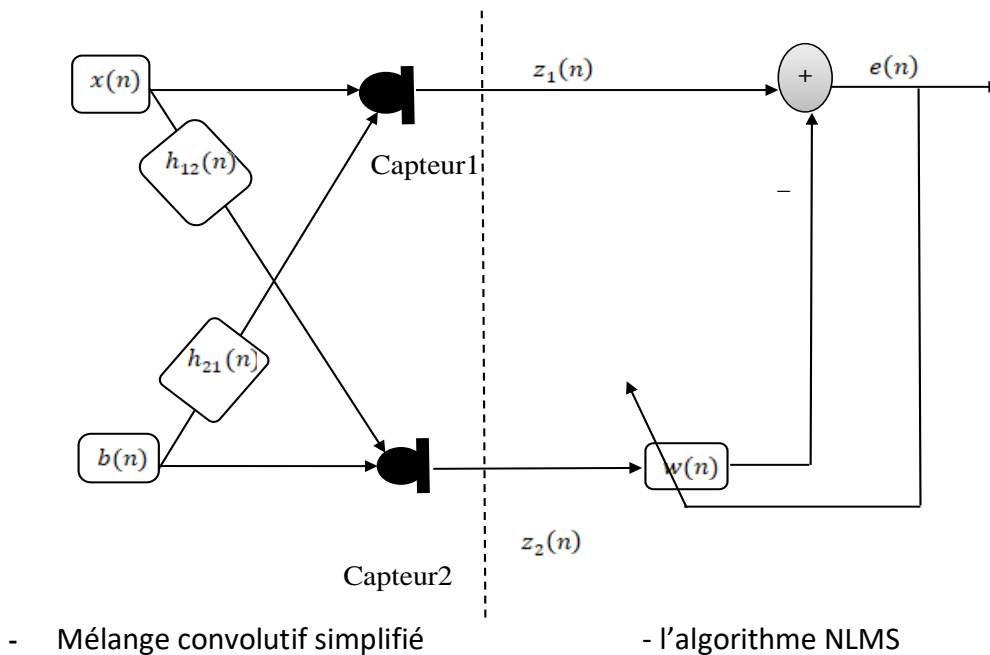 x(n)
z₁(n)
+
e(n)
h₁₂(n)
Capteur1
−
h₂₁(n)
b(n)
w(n)
z₂(n)
Capteur2
- Mélange convolutif simplifié
- l’algorithme NLMS